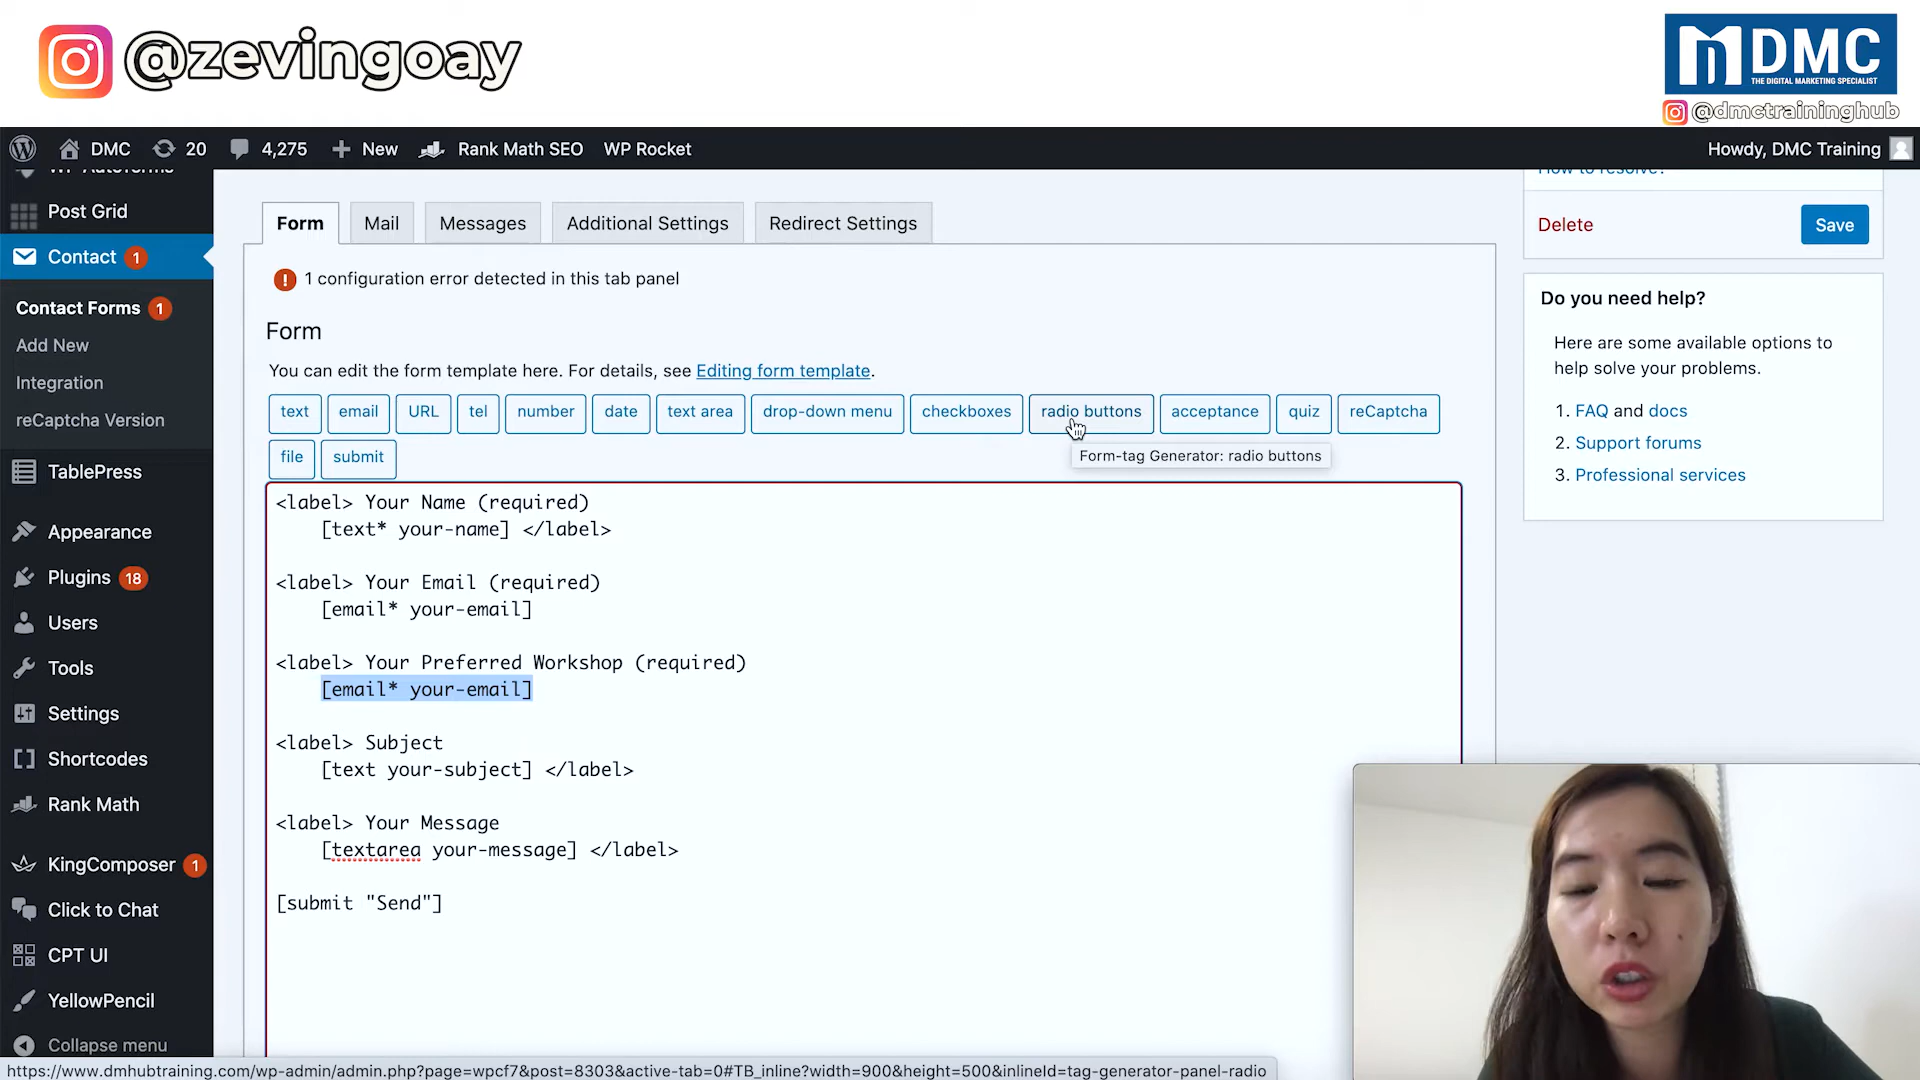 @zevingoay
DMC
THE DIGITAL MARKETING SPECIALIST
@dmctraininghub
DMC
20
4,275
New
Rank Math SEO
WP Rocket
Howdy, DMC Training
WP AutoTerms
Post Grid
Contact 1
Contact Forms 1
Add New
Integration
reCaptcha Version
TablePress
Appearance
Plugins 18
Users
Tools
Settings
Shortcodes
Rank Math
KingComposer 1
Click to Chat
CPT UI
YellowPencil
Collapse menu
Form
Mail
Messages
Additional Settings
Redirect Settings
1 configuration error detected in this tab panel
Form
You can edit the form template here. For details, see Editing form template.
text
email
URL
tel
number
date
text area
drop-down menu
checkboxes
radio buttons
acceptance
quiz
reCaptcha
file
submit
Form-tag Generator: radio buttons
<label> Your Name (required)
[text* your-name] </label>
<label> Your Email (required)
[email* your-email]
<label> Your Preferred Workshop (required)
[email* your-email]
<label> Subject
[text your-subject] </label>
<label> Your Message
[textarea your-message] </label>
[submit "Send"]
How to resolve?
Delete
Save
Do you need help?
Here are some available options to
help solve your problems.
1. FAQ and docs
2. Support forums
3. Professional services
https://www.dmhubtraining.com/wp-admin/admin.php?page=wpcf7&post=8303&active-tab=0#TB_inline?width=900&height=500&inlineId=tag-generator-panel-radio